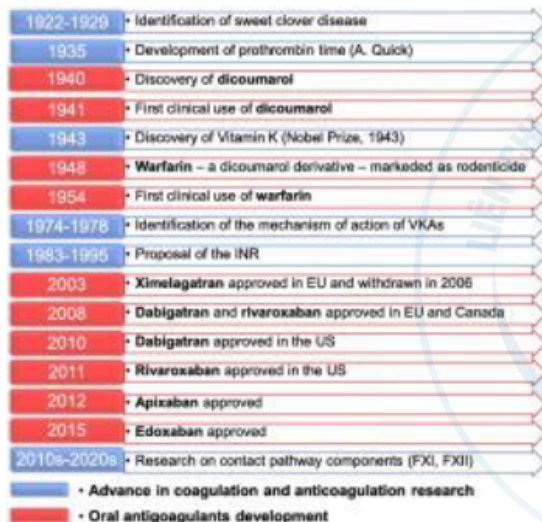 1922-1929 • Identification of sweet clover disease
1935 • Development of prothrombin time (A. Quick)
1940 • Discovery of dicoumarol
1941 • First clinical use of dicoumarol
1943 • Discovery of Vitamin K (Nobel Prize, 1943)
1948 • Warfarin – a dicoumarol derivative – markeded as rodenticide
1954 • First clinical use of warfarin
1974-1978 • Identification of the mechanism of action of VKAs
1983-1995 • Proposal of the INR
2003 • Ximelagatran approved in EU and withdrawn in 2006
2008 • Dabigatran and rivaroxaban approved in EU and Canada
2010 • Dabigatran approved in the US
2011 • Rivaroxaban approved in the US
2012 • Apixaban approved
2015 • Edoxaban approved
2010s-2020s • Research on contact pathway components (FXI, FXII)
• Advance in coagulation and anticoagulation research
• Oral antigoagulants development
LIÊN CHI